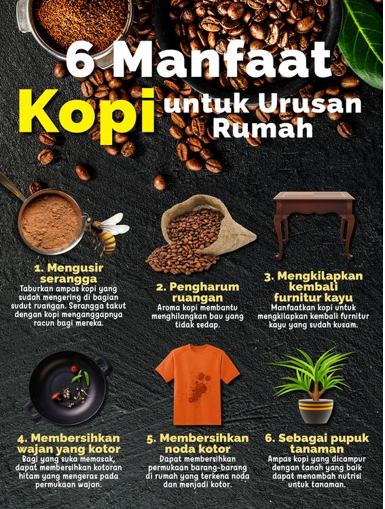 6 Manfaat
Kopi untuk Urusan
Rumah
1. Mengusir
serangga
Taburkan ampas kopi yang
sudah mengering di bagian
sudut ruangan. Serangga takut
dengan kopi menganggapnya
racun bagi mereka.
2. Pengharum
ruangan
Aroma kopi membantu
menghilangkan bau yang
tidak sedap.
3. Mengkilapkan
kembali
furnitur kayu
Manfaatkan kopi untuk
mengkilapkan kembali furnitur
kayu yang sudah kusam.
4. Membersihkan
wajan yang kotor
Bagi yang suka memasak,
dapat membersihkan kotoran
hitam yang mengeras pada
permukaan wajan.
5. Membersihkan
noda kotor
Dapat membersihkan
permukaan barang-barang
di rumah yang terkena noda
dan menjadi kotor.
6. Sebagai pupuk
tanaman
Ampas kopi yang dicampur
dengan tanah yang baik
dapat menambah nutrisi
untuk tanaman.